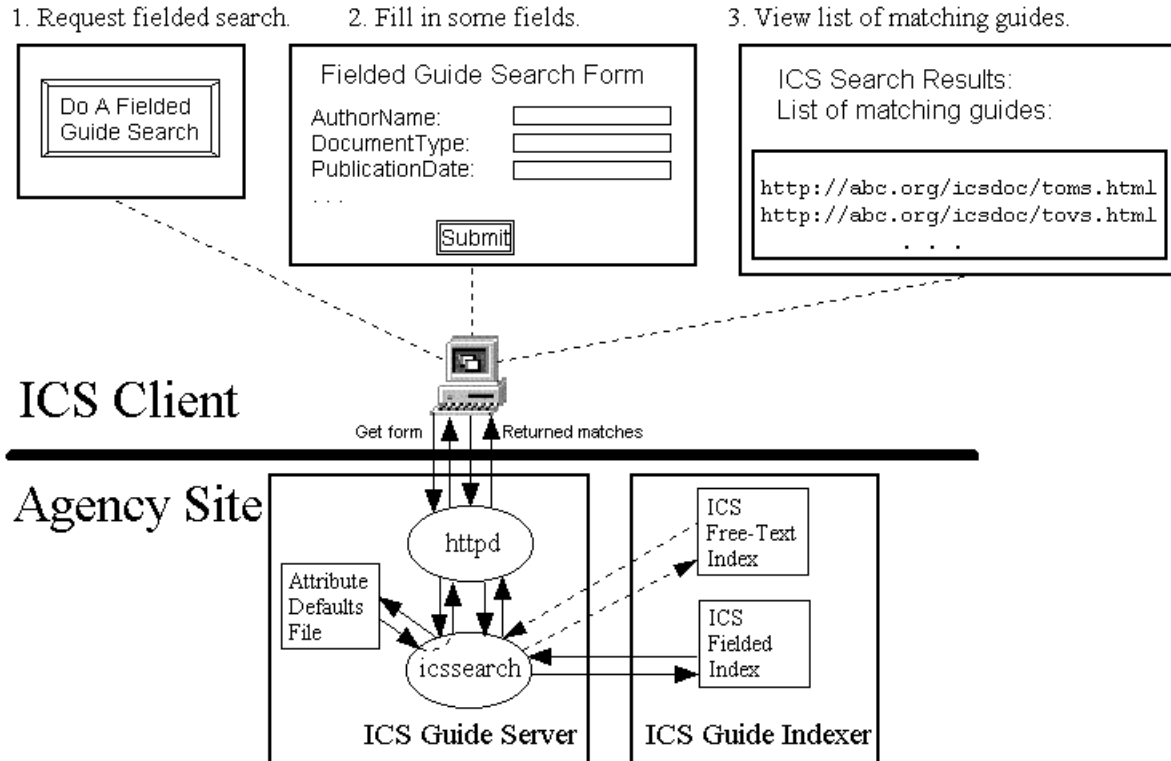 1. Request fielded search.
2. Fill in some fields.
3. View list of matching guides.
Do A Fielded
Guide Search
Fielded Guide Search Form
AuthorName:
DocumentType:
PublicationDate:
. . .
Submit
ICS Search Results:
List of matching guides:
http://abc.org/icsdoc/toms.html
http://abc.org/icsdoc/tovs.html
. . .
ICS Client
Get form
Returned matches
Agency Site
httpd
Attribute
Defaults
File
icssearch
ICS Guide Server
ICS
Free-Text
Index
ICS
Fielded
Index
ICS Guide Indexer